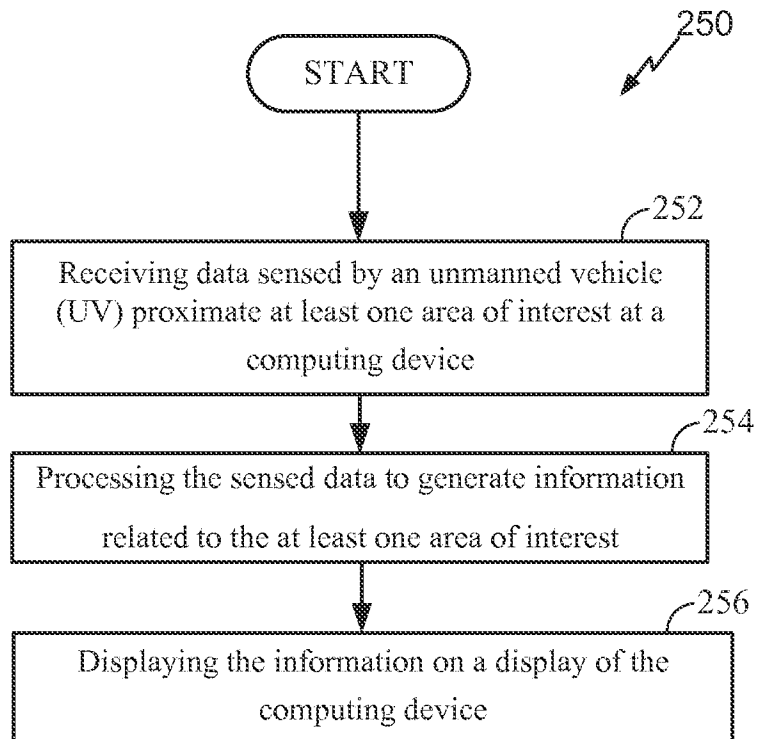 250
START
252
Receiving data sensed by an unmanned vehicle
(UV) proximate at least one area of interest at a
computing device
254
Processing the sensed data to generate information
related to the at least one area of interest
256
Displaying the information on a display of the
computing device